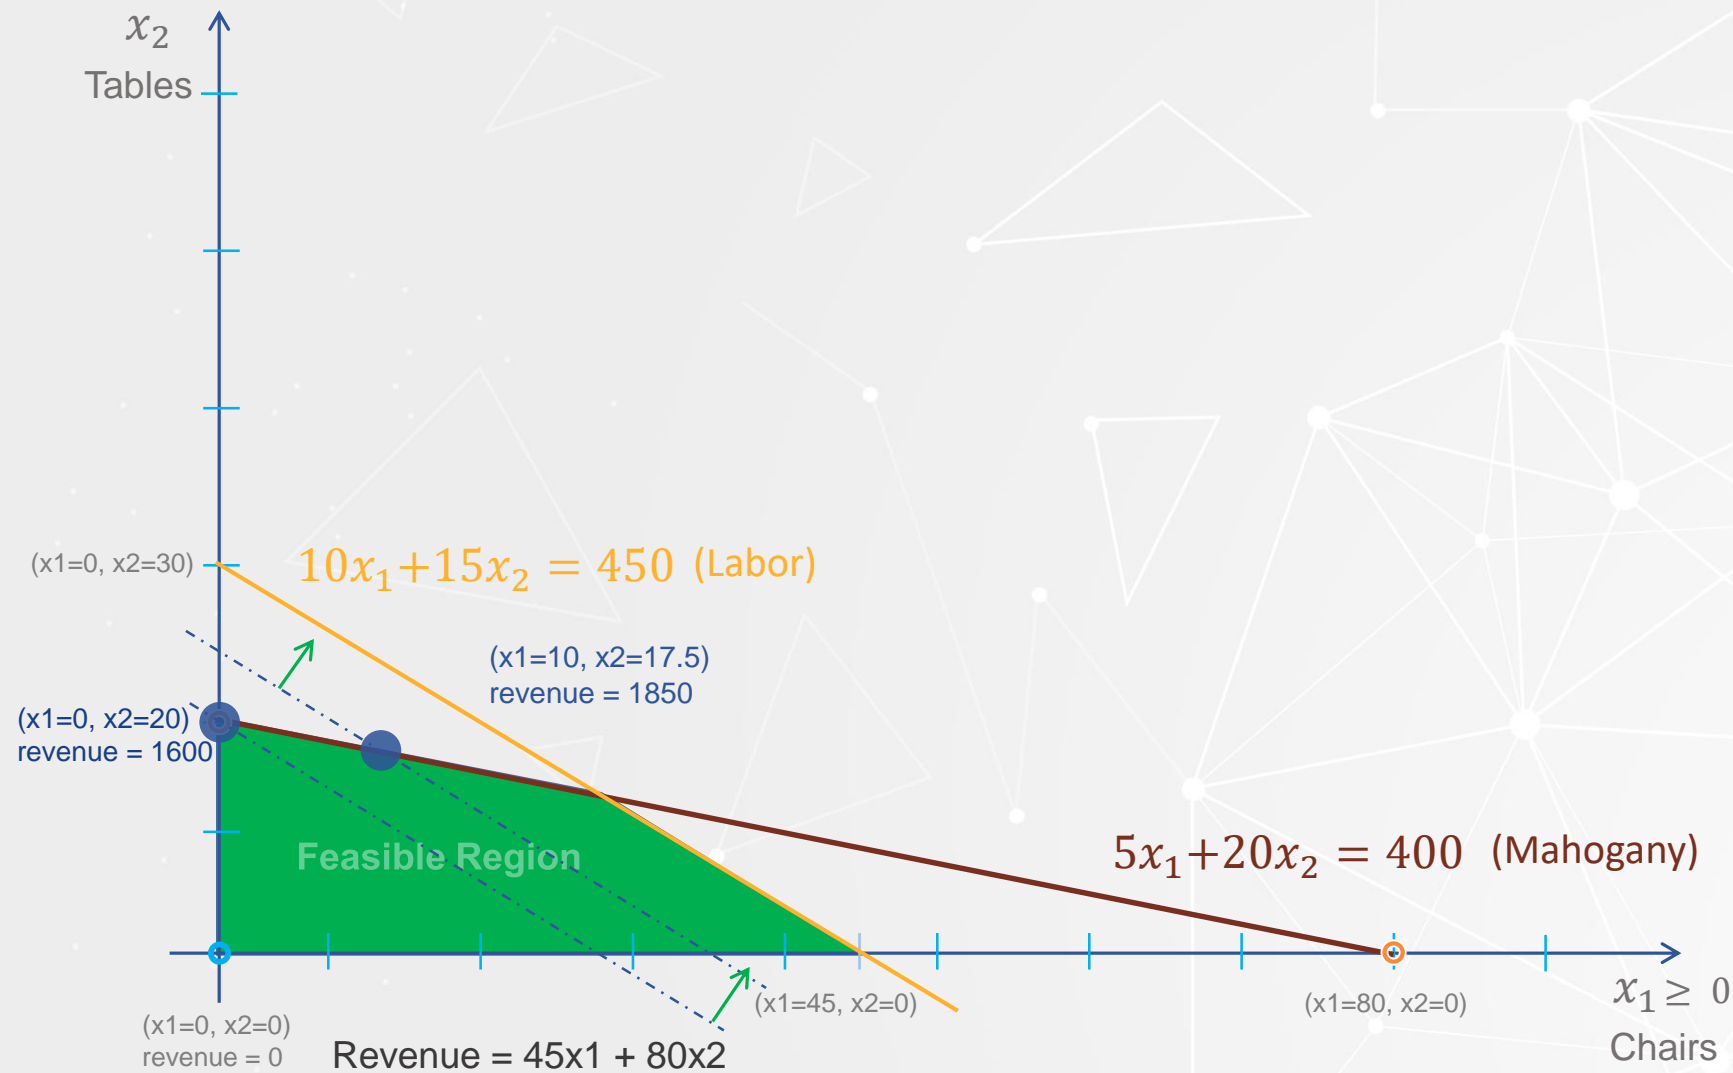 x₂
Tables
(x1=0, x2=30)
10x₁+15x₂ = 450 (Labor)
(x1=10, x2=17.5)
revenue = 1850
(x1=0, x2=20)
revenue = 1600
Feasible Region
5x₁+20x₂ = 400 (Mahogany)
(x1=45, x2=0)
(x1=80, x2=0)
x₁ ≥ 0
(x1=0, x2=0)
revenue = 0
Revenue = 45x1 + 80x2
Chairs